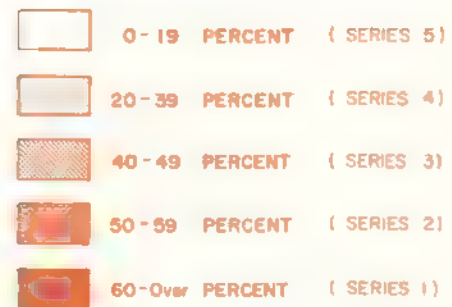 0-19 PERCENT ( SERIES 5)
20-39 PERCENT ( SERIES 4)
40-49 PERCENT ( SERIES 3)
50-59 PERCENT ( SERIES 2)
60-Over PERCENT ( SERIES 1)